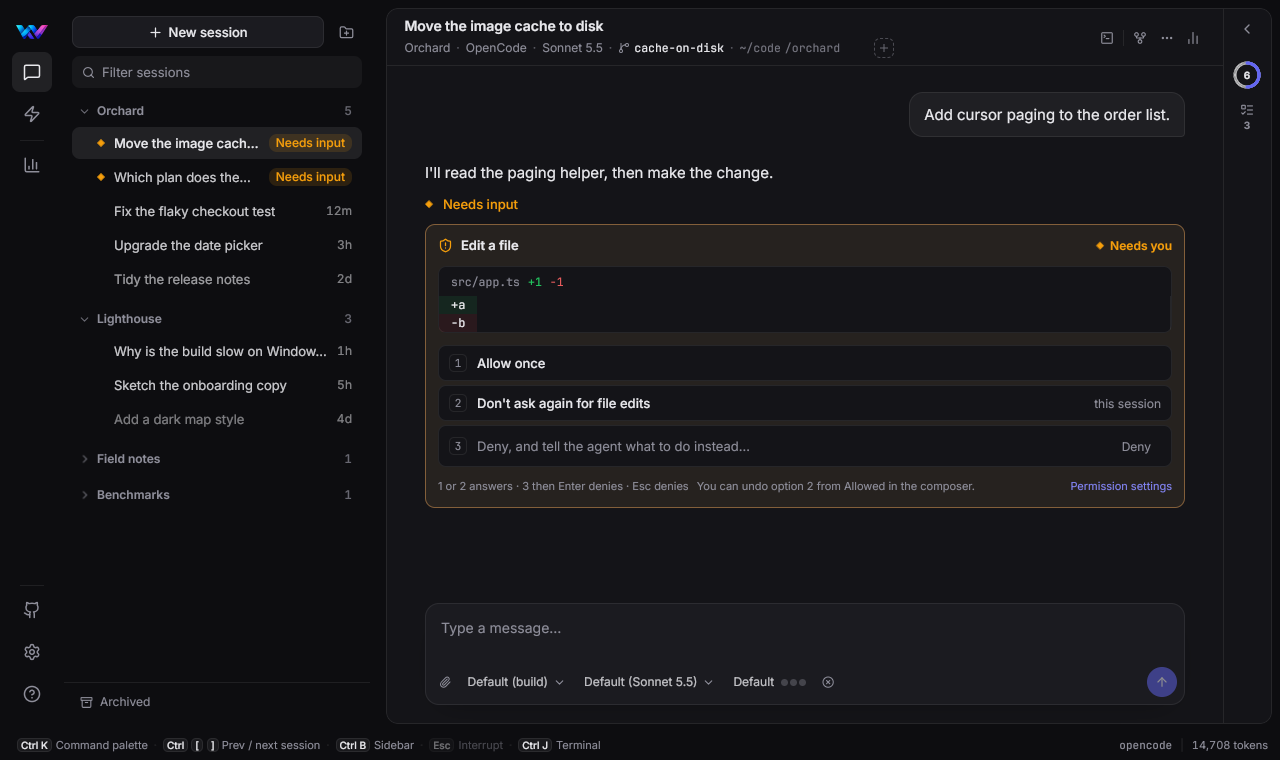 New session
Filter sessions
Orchard 5
Move the image cach... Needs input
Which plan does the... Needs input
Fix the flaky checkout test 12m
Upgrade the date picker 3h
Tidy the release notes 2d
Lighthouse 3
Why is the build slow on Window... 1h
Sketch the onboarding copy 5h
Add a dark map style 4d
Field notes 1
Benchmarks 1
Archived
Move the image cache to disk
Orchard · OpenCode · Sonnet 5.5 · cache-on-disk · ~/code/orchard
Add cursor paging to the order list.
I'll read the paging helper, then make the change.
Needs input
Edit a file Needs you
src/app.ts +1 -1
+a
-b
1 Allow once
2 Don't ask again for file edits this session
3 Deny, and tell the agent what to do instead... Deny
1 or 2 answers · 3 then Enter denies · Esc denies You can undo option 2 from Allowed in the composer. Permission settings
Type a message...
Default (build) Default (Sonnet 5.5) Default
6
3
Ctrl K Command palette · Ctrl [ ] Prev / next session · Ctrl B Sidebar · Esc Interrupt · Ctrl J Terminal
opencode 14,708 tokens